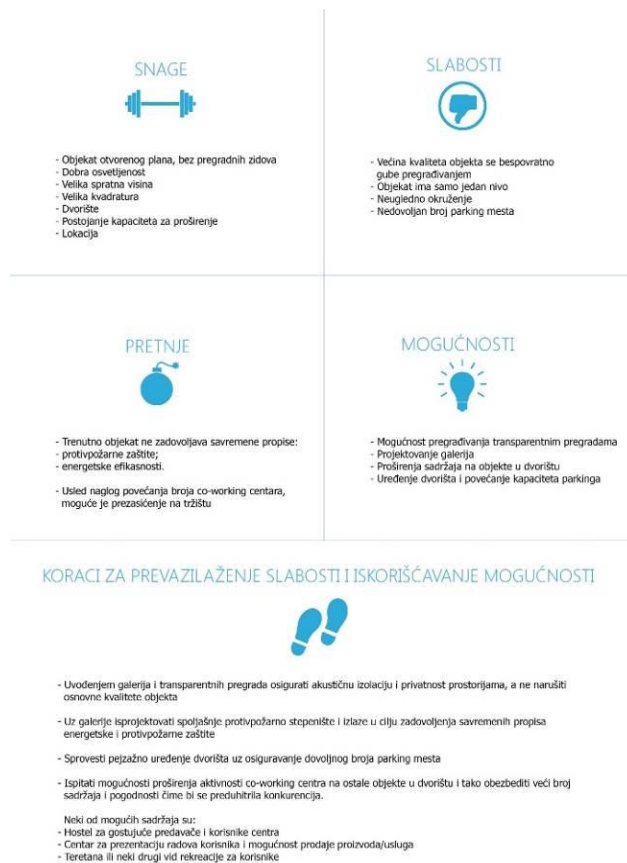 SNAGE
- Objekat otvorenog plana, bez pregradnih zidova
- Dobra osvetljenost
- Velika spratna visina
- Velika kvadratura
- Dvorište
- Postojanje kapaciteta za proširenje
- Lokacija
SLABOSTI
- Većina kvaliteta objekta se bespovratno
gube pregrađivanjem
- Objekat ima samo jedan nivo
- Neugledno okruženje
- Nedovoljan broj parking mesta
PRETNJE
- Trenutno objekat ne zadovoljava savremene propise:
- protivpožarne zaštite;
- energetske efikasnosti.
- Usled naglog povećanja broja co-working centara,
moguće je prezasićenje na tržištu
MOGUĆNOSTI
- Mogućnost pregrađivanja transparentnim pregradama
- Projektovanje galerija
- Proširenja sadržaja na objekte u dvorištu
- Uređenje dvorišta i povećanje kapaciteta parkinga
KORACI ZA PREVAZILAŽENJE SLABOSTI I ISKORIŠĆAVANJE MOGUĆNOSTI
- Uvođenjem galerija i transparentnih pregrada osigurati akustičnu izolaciju i privatnost prostorijama, a ne narušiti
osnovne kvalitete objekta
- Uz galerije isprojektovati spoljašnje protivpožarno stepenište i izlaze u cilju zadovoljenja savremenih propisa
energetske i protivpožarne zaštite
- Sprovesti pejzažno uređenje dvorišta uz osiguravanje dovoljnog broja parking mesta
- Ispitati mogućnosti proširenja aktivnosti co-working centra na ostale objekte u dvorištu i tako obezbediti veći broj
sadržaja i pogodnosti čime bi se preduhitrila konkurencija.
Neki od mogućih sadržaja su:
- Hostel za gostujuće predavače i korisnike centra
- Centar za prezentaciju radova korisnika i mogućnost prodaje proizvoda/usluga
- Teretana ili neki drugi vid rekreacije za korisnike